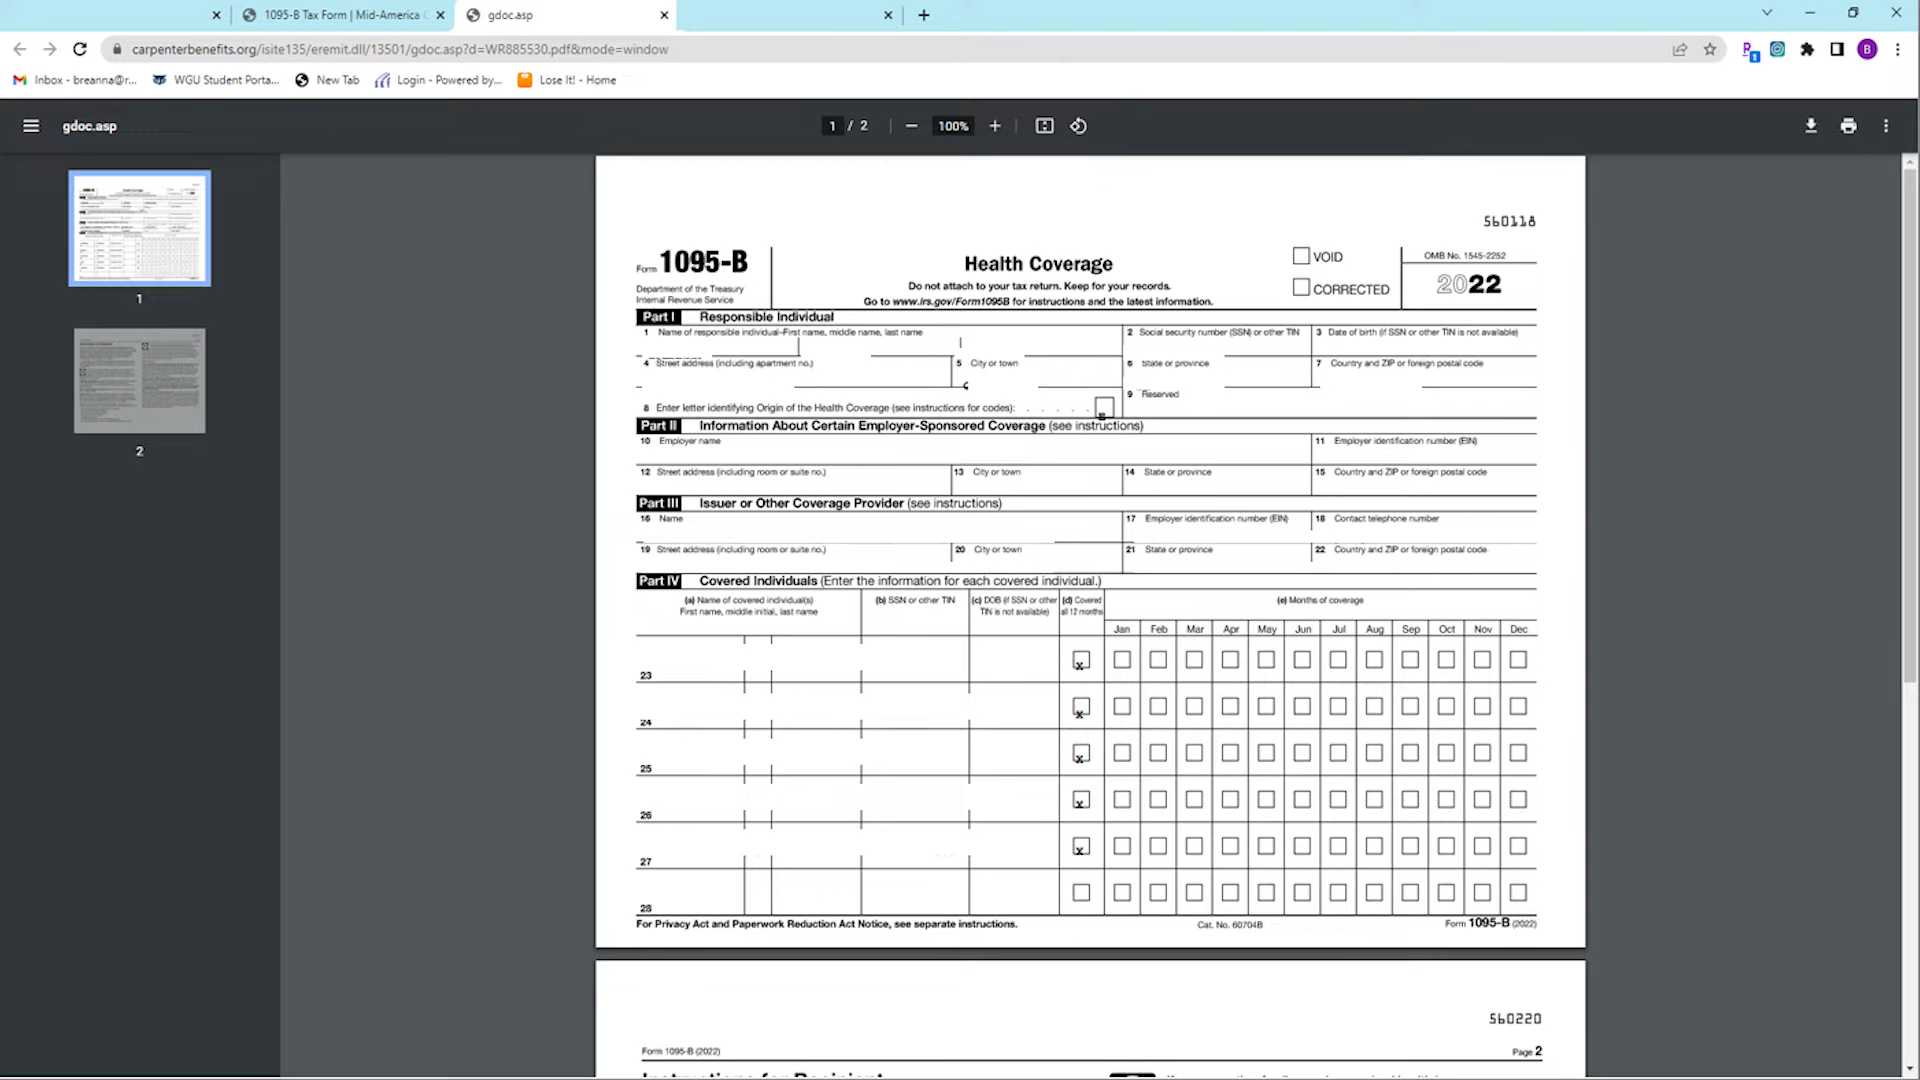 1095-B Tax Form | Mid-America
gdoc.asp
carpenterbenefits.org/isite135/eremit.dll/13501/gdoc.asp?d=WR885530.pdf&mode=window
1
B
Inbox - breanna@r...
WGU Student Porta...
New Tab
Login - Powered by...
Lose It! - Home
gdoc.asp
1 / 2
100%
1
2
560118
Form 1095-B
Department of the Treasury
Internal Revenue Service
Health Coverage
Do not attach to your tax return. Keep for your records.
Go to www.irs.gov/Form1095B for instructions and the latest information.
VOID
CORRECTED
OMB No. 1545-2252
2022
Part I Responsible Individual
1 Name of responsible individual–First name, middle name, last name
2 Social security number (SSN) or other TIN
3 Date of birth (if SSN or other TIN is not available)
4 Street address (including apartment no.)
5 City or town
6 State or province
7 Country and ZIP or foreign postal code
8 Enter letter identifying Origin of the Health Coverage (see instructions for codes): . . . . .
9 Reserved
Part II Information About Certain Employer-Sponsored Coverage (see instructions)
10 Employer name
11 Employer identification number (EIN)
12 Street address (including room or suite no.)
13 City or town
14 State or province
15 Country and ZIP or foreign postal code
Part III Issuer or Other Coverage Provider (see instructions)
16 Name
17 Employer identification number (EIN)
18 Contact telephone number
19 Street address (including room or suite no.)
20 City or town
21 State or province
22 Country and ZIP or foreign postal code
Part IV Covered Individuals (Enter the information for each covered individual.)
(a) Name of covered individual(s)
First name, middle initial, last name
(b) SSN or other TIN
(c) DOB (if SSN or other
TIN is not available)
(d) Covered
all 12 months
(e) Months of coverage
Jan Feb Mar Apr May Jun Jul Aug Sep Oct Nov Dec
23 x
24 x
25 x
26 x
27 x
28
For Privacy Act and Paperwork Reduction Act Notice, see separate instructions.
Cat. No. 60704B
Form 1095-B (2022)
560220
Form 1095-B (2022)
Page 2
Instructions for Recipient